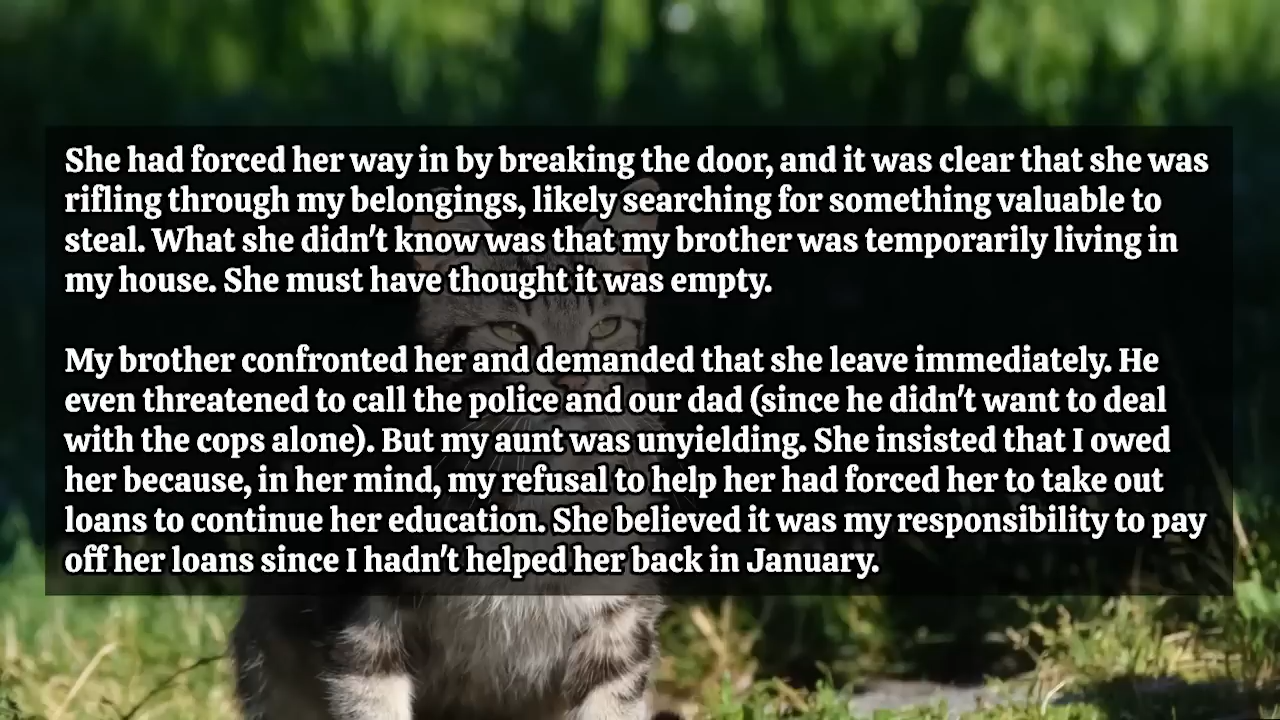 She had forced her way in by breaking the door, and it was clear that she was
rifling through my belongings, likely searching for something valuable to
steal. What she didn't know was that my brother was temporarily living in
my house. She must have thought it was empty.
My brother confronted her and demanded that she leave immediately. He
even threatened to call the police and our dad (since he didn't want to deal
with the cops alone). But my aunt was unyielding. She insisted that I owed
her because, in her mind, my refusal to help her had forced her to take out
loans to continue her education. She believed it was my responsibility to pay
off her loans since I hadn't helped her back in January.